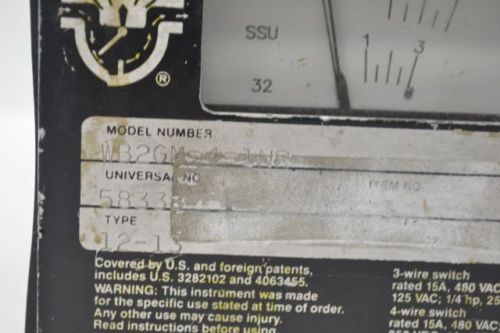 SSU
1 3
32
®
MODEL NUMBER
UNIVERSAL NO
ITEM NO
TYPE
Covered by U.S. and foreign patents,
includes U.S. 3282102 and 4063455.
WARNING: This instrument was made
for the specific use stated at time of order.
Any other use may cause injury.
Read instructions before using
3-wire switch
rated 15A, 480 VAC
125 VAC; 1/4 hp, 25
4-wire switch
rated 5A, 480 VAC